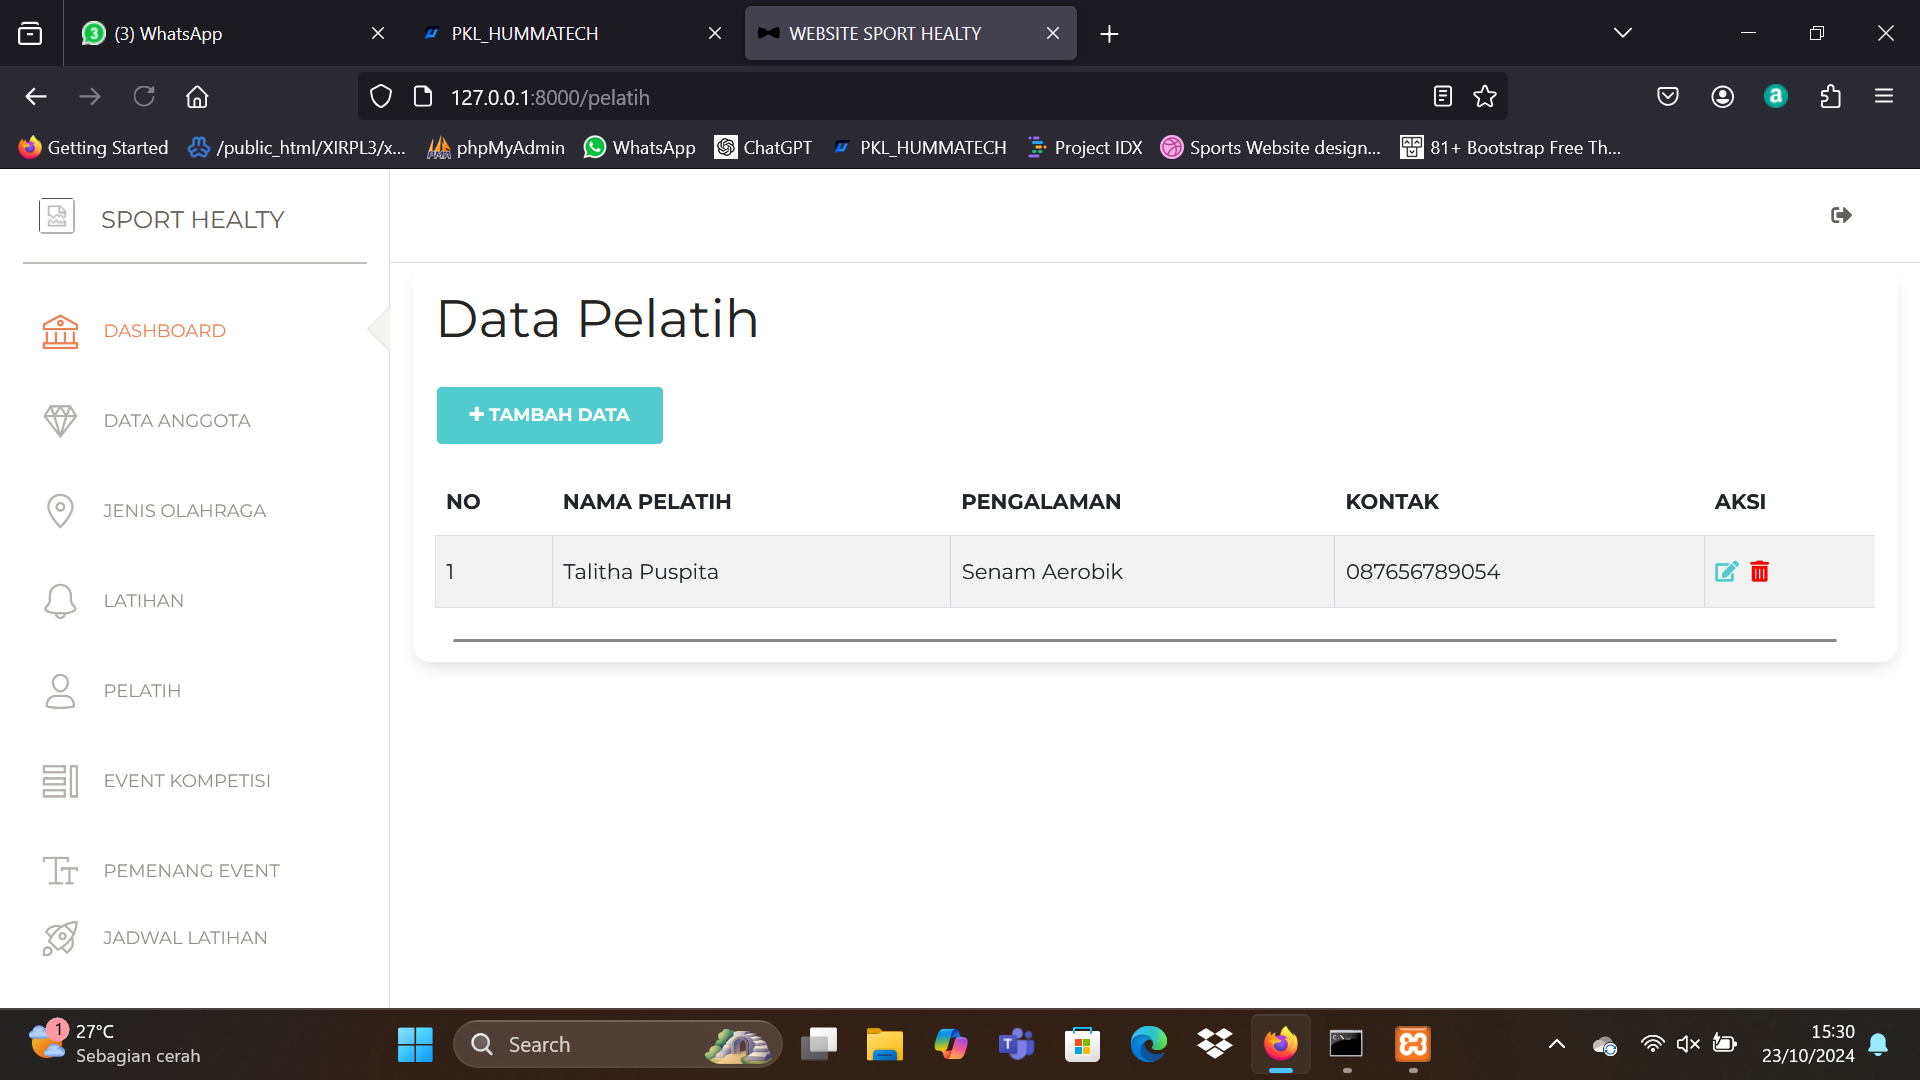 (3) WhatsApp
PKL_HUMMATECH
WEBSITE SPORT HEALTY
127.0.0.1:8000/pelatih
Getting Started
/public_html/XIRPL3/x...
phpMyAdmin
WhatsApp
ChatGPT
PKL_HUMMATECH
Project IDX
Sports Website design...
81+ Bootstrap Free Th...
SPORT HEALTY
DASHBOARD
DATA ANGGOTA
JENIS OLAHRAGA
LATIHAN
PELATIH
EVENT KOMPETISI
PEMENANG EVENT
JADWAL LATIHAN
Data Pelatih
+ TAMBAH DATA
NO NAMA PELATIH PENGALAMAN KONTAK AKSI
1 Talitha Puspita Senam Aerobik 087656789054
1
27°C
Sebagian cerah
Search
15:30
23/10/2024